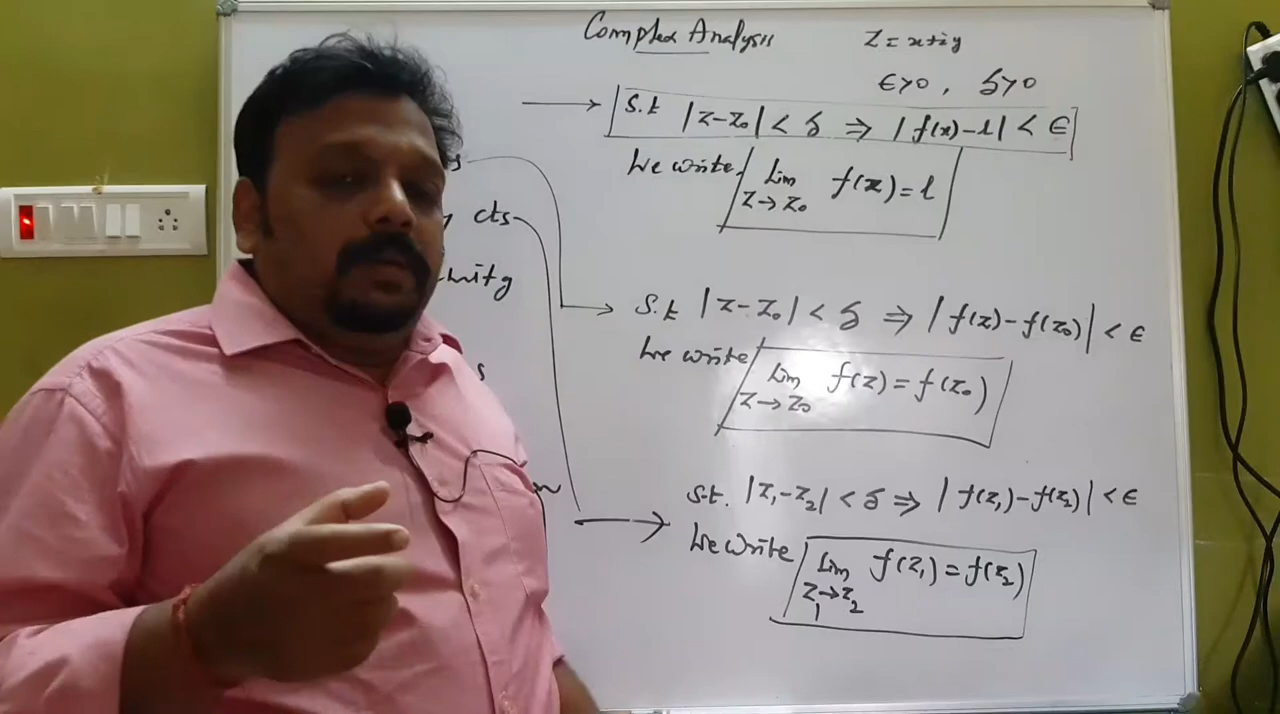 Complex Analysis
z = x+iy
ϵ>0, δ>0
s.t |z-z₀| < δ ⇒ |f(x)-l| < ϵ
We write
Lim f(z) = l
z→z₀
cts
s.t |z-z₀| < δ ⇒ |f(z)-f(z₀)| < ϵ
We write
Lim f(z) = f(z₀)
z→z₀
s.t. |z₁-z₂| < δ ⇒ |f(z₁)-f(z₂)| < ϵ
We write
Lim f(z₁) = f(z₂)
z₁→z₂